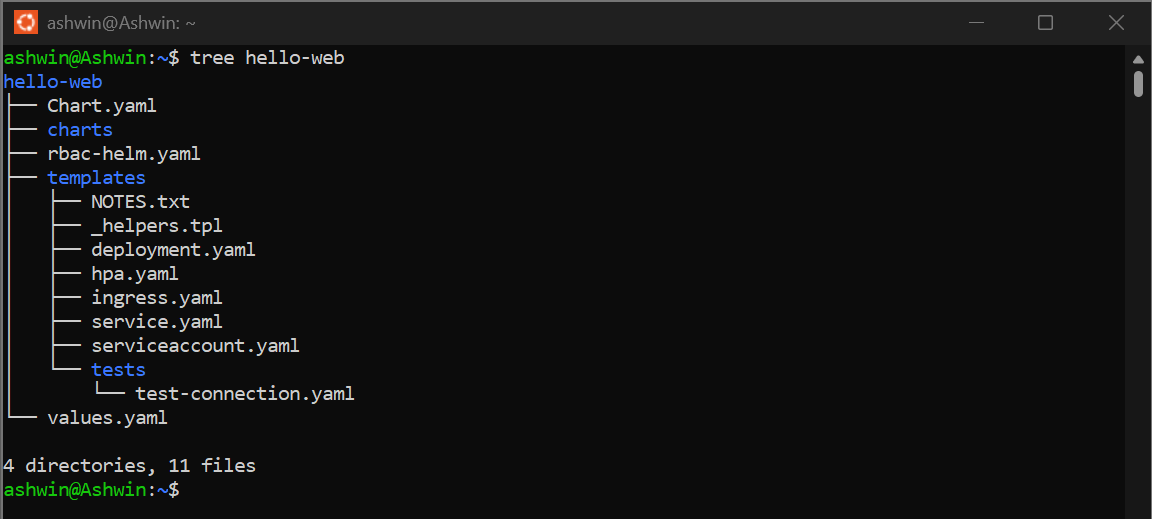 ashwin@Ashwin: ~
ashwin@Ashwin:~$ tree hello-web
hello-web
├── Chart.yaml
├── charts
├── rbac-helm.yaml
├── templates
│   ├── NOTES.txt
│   ├── _helpers.tpl
│   ├── deployment.yaml
│   ├── hpa.yaml
│   ├── ingress.yaml
│   ├── service.yaml
│   ├── serviceaccount.yaml
│   └── tests
│       └── test-connection.yaml
└── values.yaml
4 directories, 11 files
ashwin@Ashwin:~$